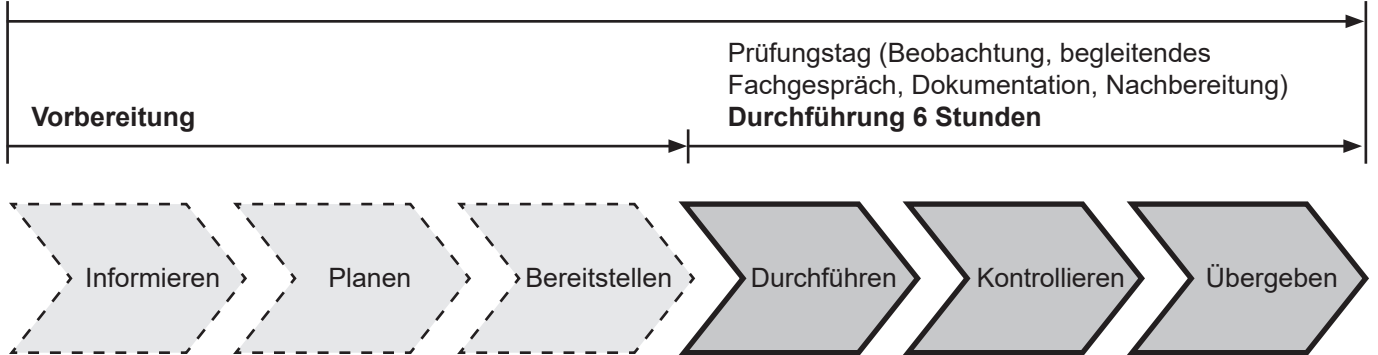 Prüfungstag (Beobachtung, begleitendes
Fachgespräch, Dokumentation, Nachbereitung)
Vorbereitung
Durchführung 6 Stunden
Informieren
Planen
Bereitstellen
Durchführen
Kontrollieren
Übergeben